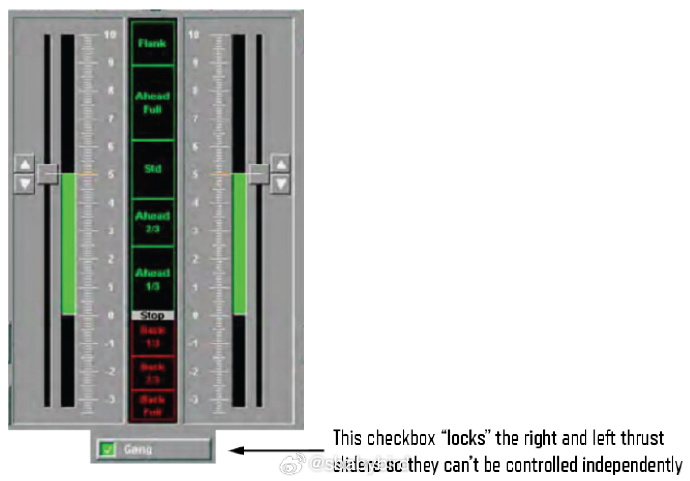 10 Flank 10
9 9
8 Ahead 8
Full
7 7
6 6
5 Std 5
4 Ahead 4
3 2/3 3
2 Ahead 2
1 1/3 1
0 Stop 0
-1 Back 1/3 -1
-2 Back 2/3 -2
-3 Back Full -3
Gang
This checkbox “locks” the right and left thrust
sliders so they can’t be controlled independently